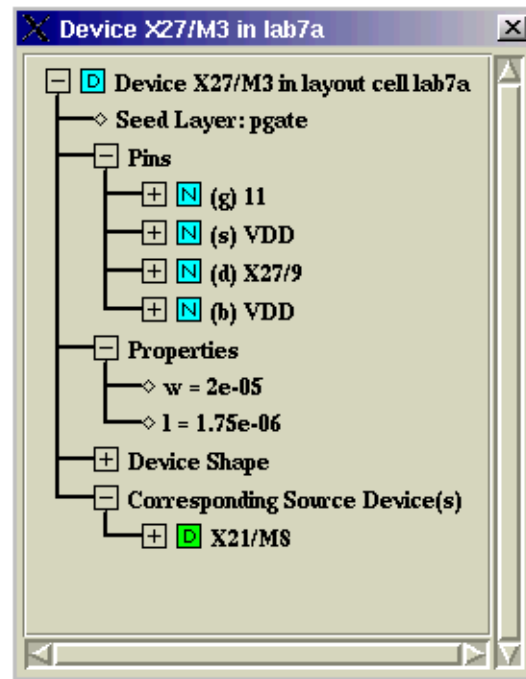 Device X27/M3 in lab7a
D Device X27/M3 in layout cell lab7a
Seed Layer: pgate
Pins
N (g) 11
N (s) VDD
N (d) X27/9
N (b) VDD
Properties
w = 2e-05
l = 1.75e-06
Device Shape
Corresponding Source Device(s)
D X21/M8